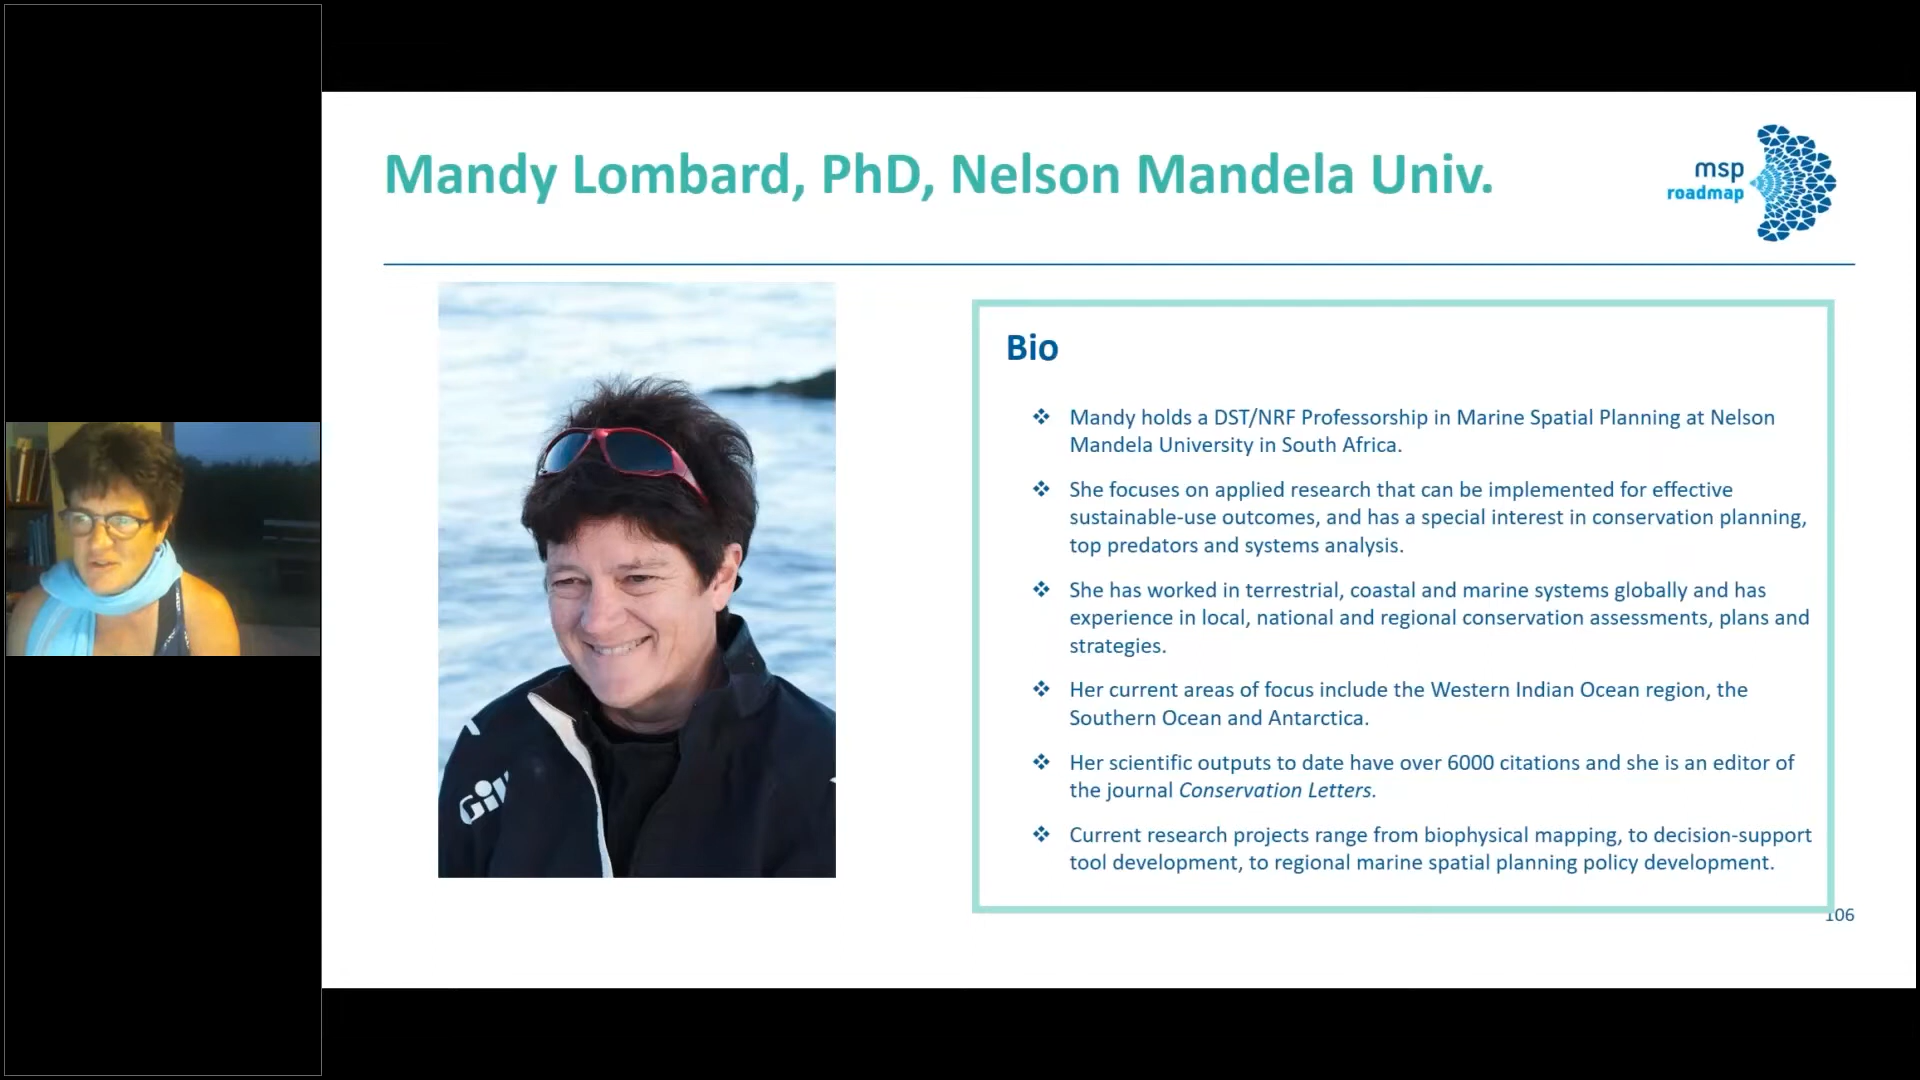 Mandy Lombard, PhD, Nelson Mandela Univ.
msp
roadmap
Gill
Bio
❖ Mandy holds a DST/NRF Professorship in Marine Spatial Planning at Nelson
Mandela University in South Africa.
❖ She focuses on applied research that can be implemented for effective
sustainable-use outcomes, and has a special interest in conservation planning,
top predators and systems analysis.
❖ She has worked in terrestrial, coastal and marine systems globally and has
experience in local, national and regional conservation assessments, plans and
strategies.
❖ Her current areas of focus include the Western Indian Ocean region, the
Southern Ocean and Antarctica.
❖ Her scientific outputs to date have over 6000 citations and she is an editor of
the journal Conservation Letters.
❖ Current research projects range from biophysical mapping, to decision-support
tool development, to regional marine spatial planning policy development.
106